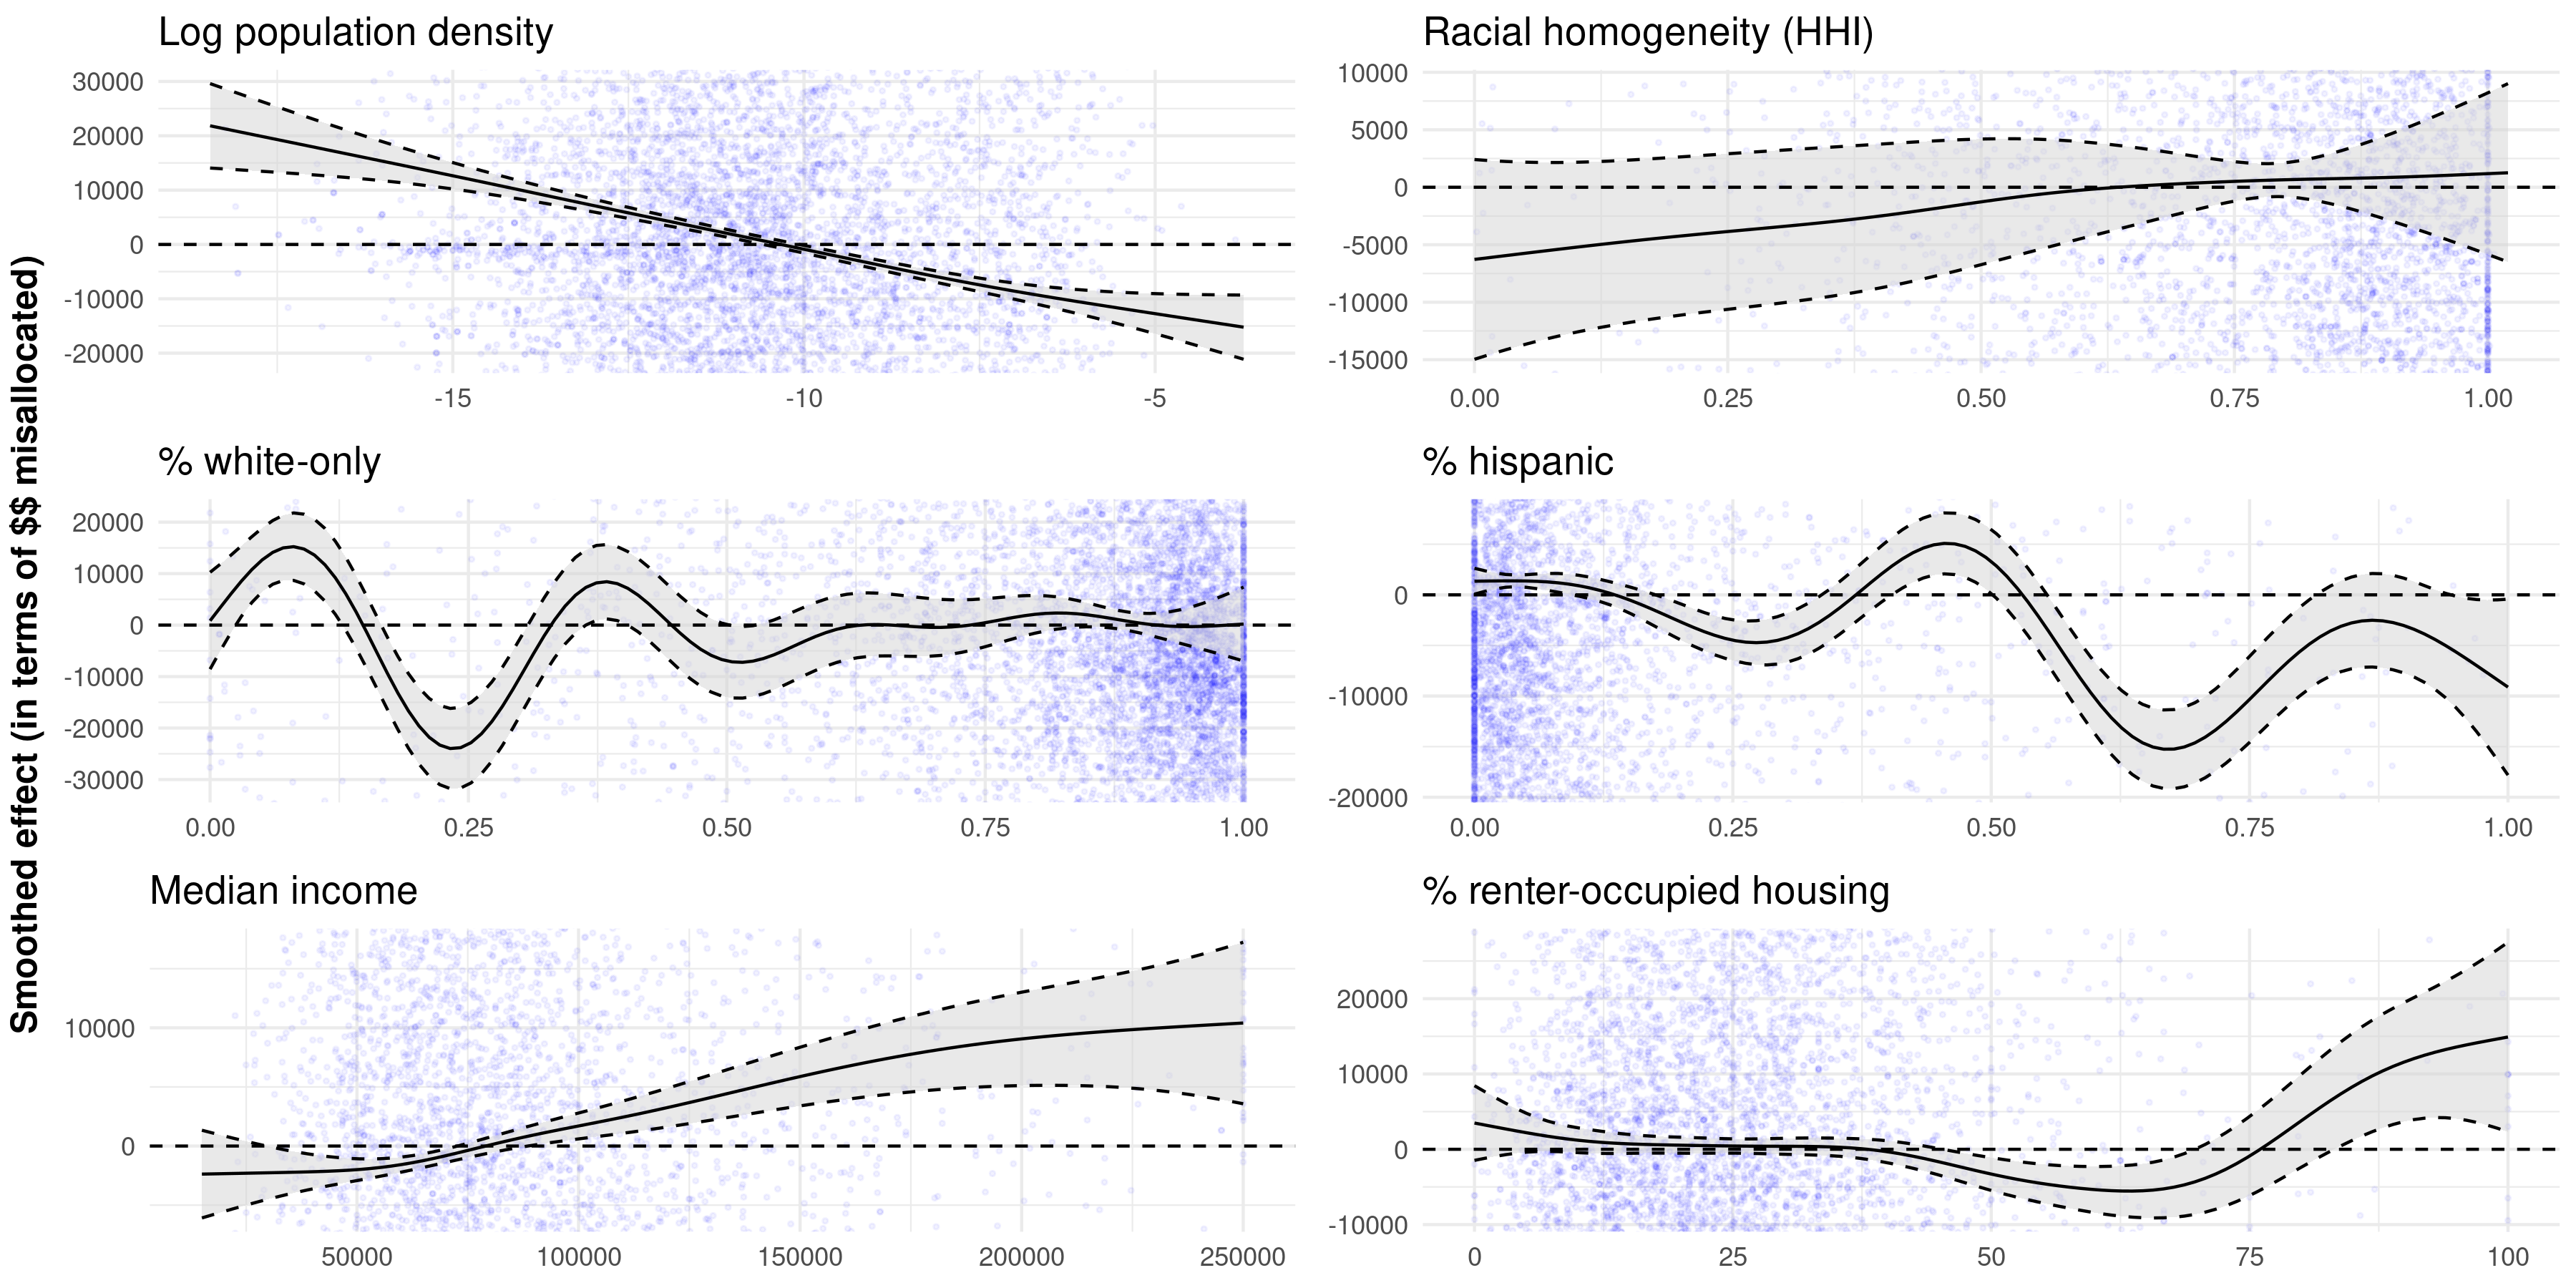 Smoothed effect (in terms of $$ misallocated)
Log population density
30000
20000
10000
0
-10000
-20000
-15 -10 -5
Racial homogeneity (HHI)
10000
5000
0
-5000
-10000
-15000
0.00 0.25 0.50 0.75 1.00
% white-only
20000
10000
0
-10000
-20000
-30000
0.00 0.25 0.50 0.75 1.00
% hispanic
0
-10000
-20000
0.00 0.25 0.50 0.75 1.00
Median income
10000
0
50000 100000 150000 200000 250000
% renter-occupied housing
20000
10000
0
-10000
0 25 50 75 100